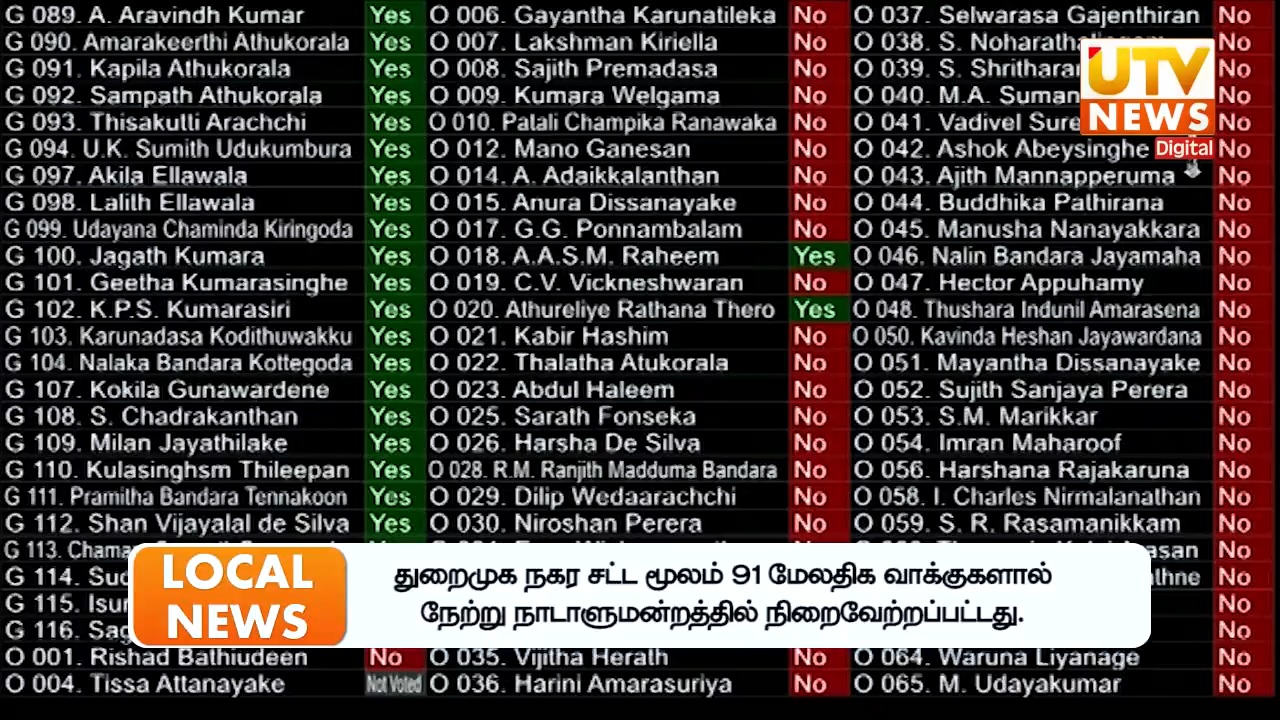 G 089. A. Aravindh Kumar Yes O 006. Gayantha Karunatileka No O 037. Selwarasa Gajenthiran No
G 090. Amarakeerthi Athukorala Yes O 007. Lakshman Kiriella No O 038. S. No
G 091. Kapila Athukorala Yes O 008. Sajith Premadasa No O 039. S. No
G 092. Sampath Athukorala Yes O 009. Kumara Welgama No O 040. M.A. No
G 093. Thisakutti Arachchi Yes O 010. Patali Champika Ranawaka No O 041. Vadivel No
G 094. U.K. Sumith Udukumbura Yes O 012. Mano Ganesan No O 042. Ashok Abeysinghe No
G 097. Akila Ellawala Yes O 014. A. Adaikkalanthan No O 043. Ajith Mannapperuma No
G 098. Lalith Ellawala Yes O 015. Anura Dissanayake No O 044. Buddhika Pathirana No
G 099. Udayana Chaminda Kiringoda Yes O 017. G.G. Ponnambalam No O 045. Manusha Nanayakkara No
G 100. Jagath Kumara Yes O 018. A.A.S.M. Raheem Yes O 046. Nalin Bandara Jayamaha No
G 101. Geetha Kumarasinghe Yes O 019. C.V. Vickneshwaran No O 047. Hector Appuhamy No
G 102. K.P.S. Kumarasiri Yes O 020. Athureliye Rathana Thero Yes O 048. Thushara Indunil Amarasena No
G 103. Karunadasa Kodithuwakku Yes O 021. Kabir Hashim No O 050. Kavinda Heshan Jayawardana No
G 104. Nalaka Bandara Kottegoda Yes O 022. Thalatha Atukorala No O 051. Mayantha Dissanayake No
G 107. Kokila Gunawardene Yes O 023. Abdul Haleem No O 052. Sujith Sanjaya Perera No
G 108. S. Chadrakanthan Yes O 025. Sarath Fonseka No O 053. S.M. Marikkar No
G 109. Milan Jayathilake Yes O 026. Harsha De Silva No O 054. Imran Maharoof No
G 110. Kulasinghsm Thileepan Yes O 028. R.M. Ranjith Madduma Bandara No O 056. Harshana Rajakaruna No
G 111. Pramitha Bandara Tennakoon Yes O 029. Dilip Wedaarachchi No O 058. I. Charles Nirmalanathan No
G 112. Shan Vijayalal de Silva Yes O 030. Niroshan Perera No O 059. S. R. Rasamanikkam No
G 113. No
G 114. No
G 115. No
G 116. No
O 001. Rishad Bathiudeen No O 035. Vijitha Herath No O 064. Waruna Liyanage No
O 004. Tissa Attanayake Not Voted O 036. Harini Amarasuriya No O 065. M. Udayakumar No
UTV
NEWS
Digital
LOCAL
NEWS
துறைமுக நகர சட்ட மூலம் 91 மேலதிக வாக்குகளால்
நேற்று நாடாளுமன்றத்தில் நிறைவேற்றப்பட்டது.